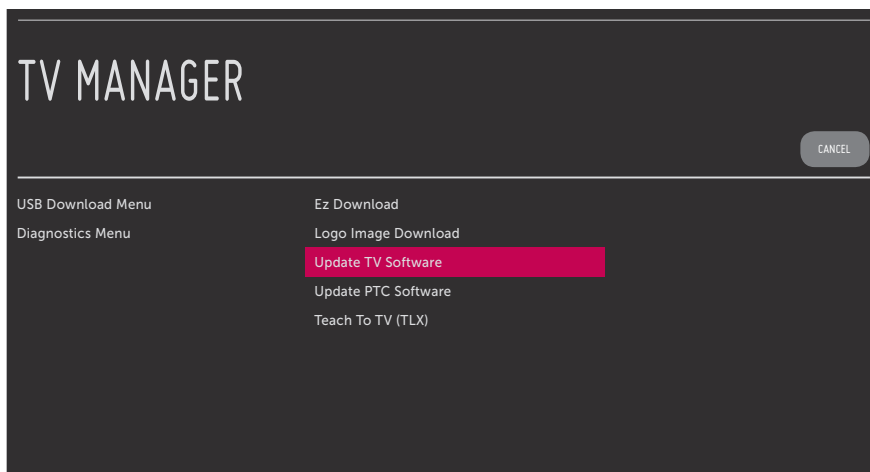 TV MANAGER
CANCEL
USB Download Menu
Diagnostics Menu
Ez Download
Logo Image Download
Update TV Software
Update PTC Software
Teach To TV (TLX)